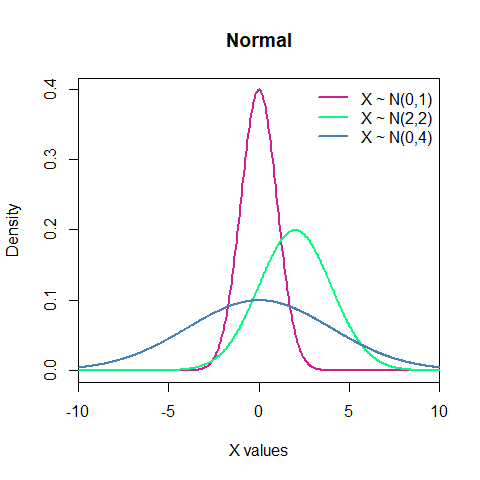 Normal
X ~ N(0,1)
X ~ N(2,2)
X ~ N(0,4)
Density
0.4
0.3
0.2
0.1
0.0
-10
-5
0
5
10
X values